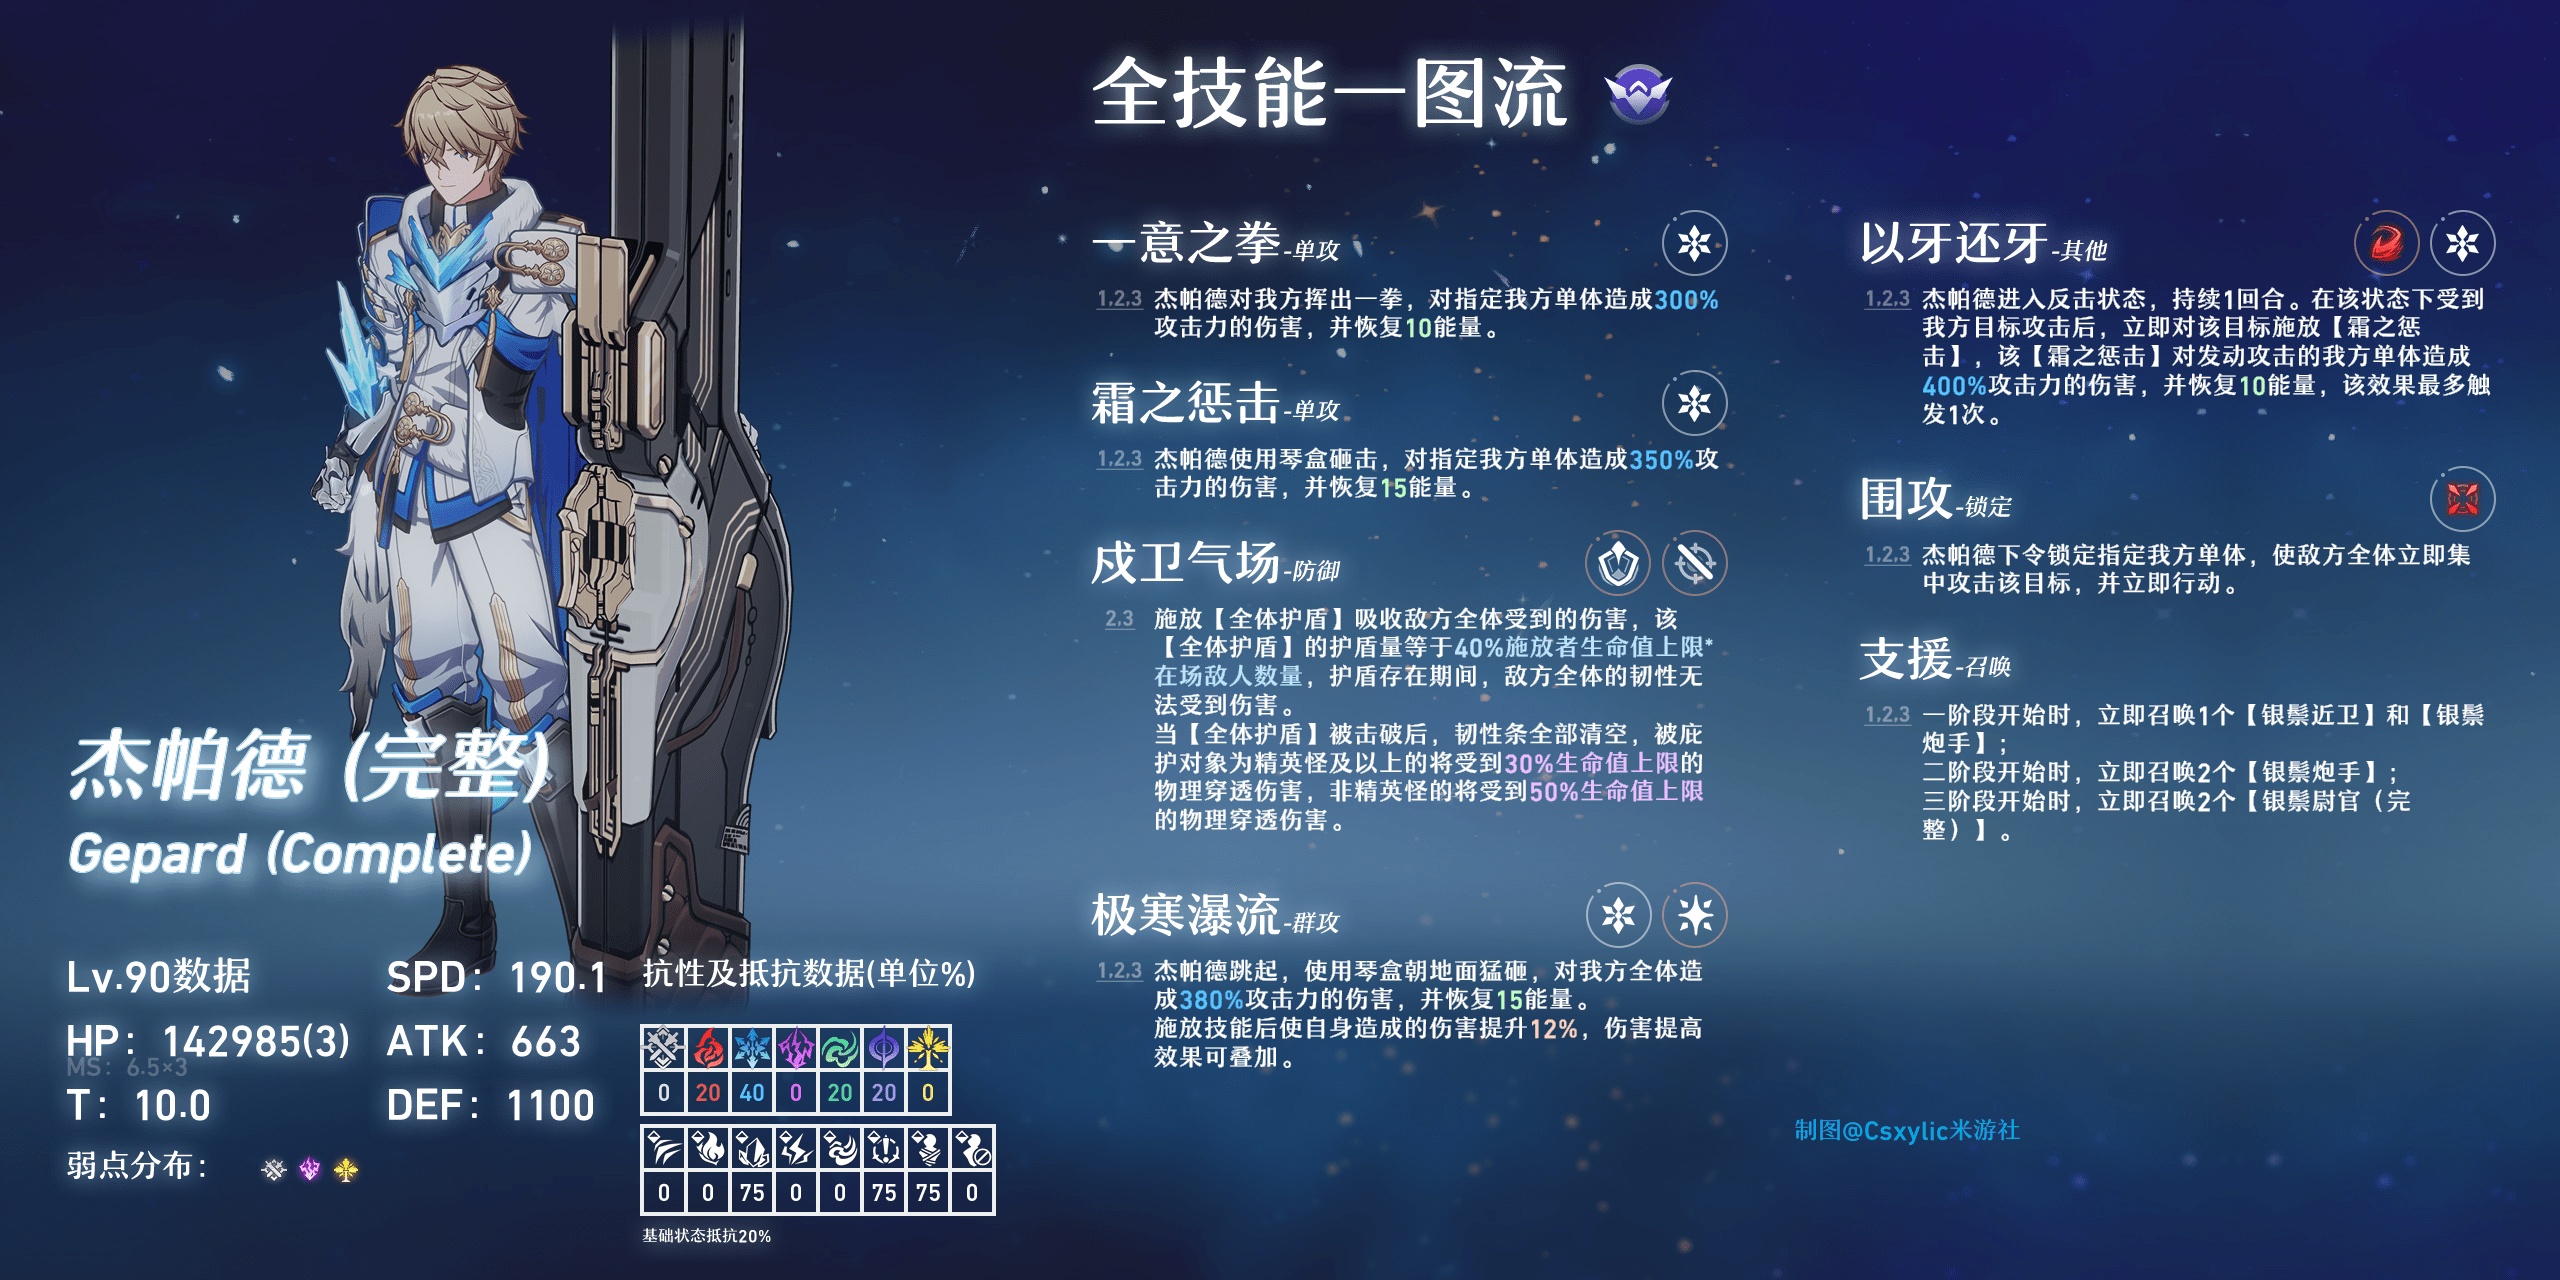 全技能一图流
杰帕德 (完整)
Gepard (Complete)
Lv.90数据
SPD: 190.1
HP: 142985(3)
ATK: 663
MS: 6.5×3
T: 10.0
DEF: 1100
弱点分布:
抗性及抵抗数据(单位%)
0 20 40 0 20 20 0
0 0 75 0 0 75 75 0
基础状态抵抗20%
一意之拳-单攻
1,2,3 杰帕德对我方挥出一拳，对指定我方单体造成300%
攻击力的伤害，并恢复10能量。
霜之惩击-单攻
1,2,3 杰帕德使用琴盒砸击，对指定我方单体造成350%攻
击力的伤害，并恢复15能量。
戍卫气场-防御
2,3 施放【全体护盾】吸收敌方全体受到的伤害，该
【全体护盾】的护盾量等于40%施放者生命值上限*
在场敌人数量，护盾存在期间，敌方全体的韧性无
法受到伤害。
当【全体护盾】被击破后，韧性条全部清空，被庇
护对象为精英怪及以上的将受到30%生命值上限的
物理穿透伤害，非精英怪的将受到50%生命值上限
的物理穿透伤害。
极寒瀑流-群攻
1,2,3 杰帕德跳起，使用琴盒朝地面猛砸，对我方全体造
成380%攻击力的伤害，并恢复15能量。
施放技能后使自身造成的伤害提升12%，伤害提高
效果可叠加。
以牙还牙-其他
1,2,3 杰帕德进入反击状态，持续1回合。在该状态下受到
我方目标攻击后，立即对该目标施放【霜之惩
击】，该【霜之惩击】对发动攻击的我方单体造成
400%攻击力的伤害，并恢复10能量，该效果最多触
发1次。
围攻-锁定
1,2,3 杰帕德下令锁定指定我方单体，使敌方全体立即集
中攻击该目标，并立即行动。
支援-召唤
1,2,3 一阶段开始时，立即召唤1个【银鬃近卫】和【银鬃
炮手】；
二阶段开始时，立即召唤2个【银鬃炮手】；
三阶段开始时，立即召唤2个【银鬃尉官（完
整）】。
制图@Csxylic米游社